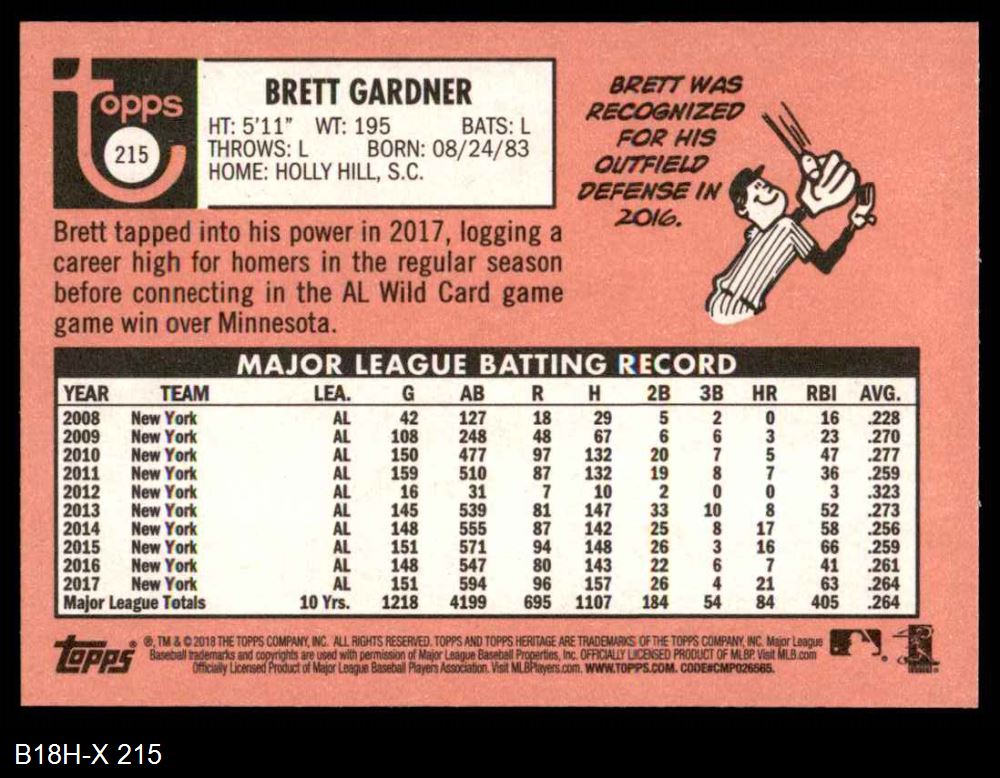 topps
215
BRETT GARDNER
HT: 5'11" WT: 195 BATS: L
THROWS: L BORN: 08/24/83
HOME: HOLLY HILL, S.C.
BRETT WAS
RECOGNIZED
FOR HIS
OUTFIELD
DEFENSE IN
2016.
Brett tapped into his power in 2017, logging a
career high for homers in the regular season
before connecting in the AL Wild Card game
game win over Minnesota.
MAJOR LEAGUE BATTING RECORD
YEAR TEAM LEA. G AB R H 2B 3B HR RBI AVG.
2008 New York AL 42 127 18 29 5 2 0 16 .228
2009 New York AL 108 248 48 67 6 6 3 23 .270
2010 New York AL 150 477 97 132 20 7 5 47 .277
2011 New York AL 159 510 87 132 19 8 7 36 .259
2012 New York AL 16 31 7 10 2 0 0 3 .323
2013 New York AL 145 539 81 147 33 10 8 52 .273
2014 New York AL 148 555 87 142 25 8 17 58 .256
2015 New York AL 151 571 94 148 26 3 16 66 .259
2016 New York AL 148 547 80 143 22 6 7 41 .261
2017 New York AL 151 594 96 157 26 4 21 63 .264
Major League Totals 10 Yrs. 1218 4199 695 1107 184 54 84 405 .264
topps®
®, TM & © 2018 THE TOPPS COMPANY, INC. ALL RIGHTS RESERVED. TOPPS AND TOPPS HERITAGE ARE TRADEMARKS OF THE TOPPS COMPANY, INC. Major League
Baseball trademarks and copyrights are used with permission of Major League Baseball Properties, Inc. OFFICIALLY LICENSED PRODUCT OF MLBP. Visit MLB.com
Officially Licensed Product of Major League Baseball Players Association. Visit MLBPlayers.com. WWW.TOPPS.COM. CODE#CMP026565.
B18H-X 215